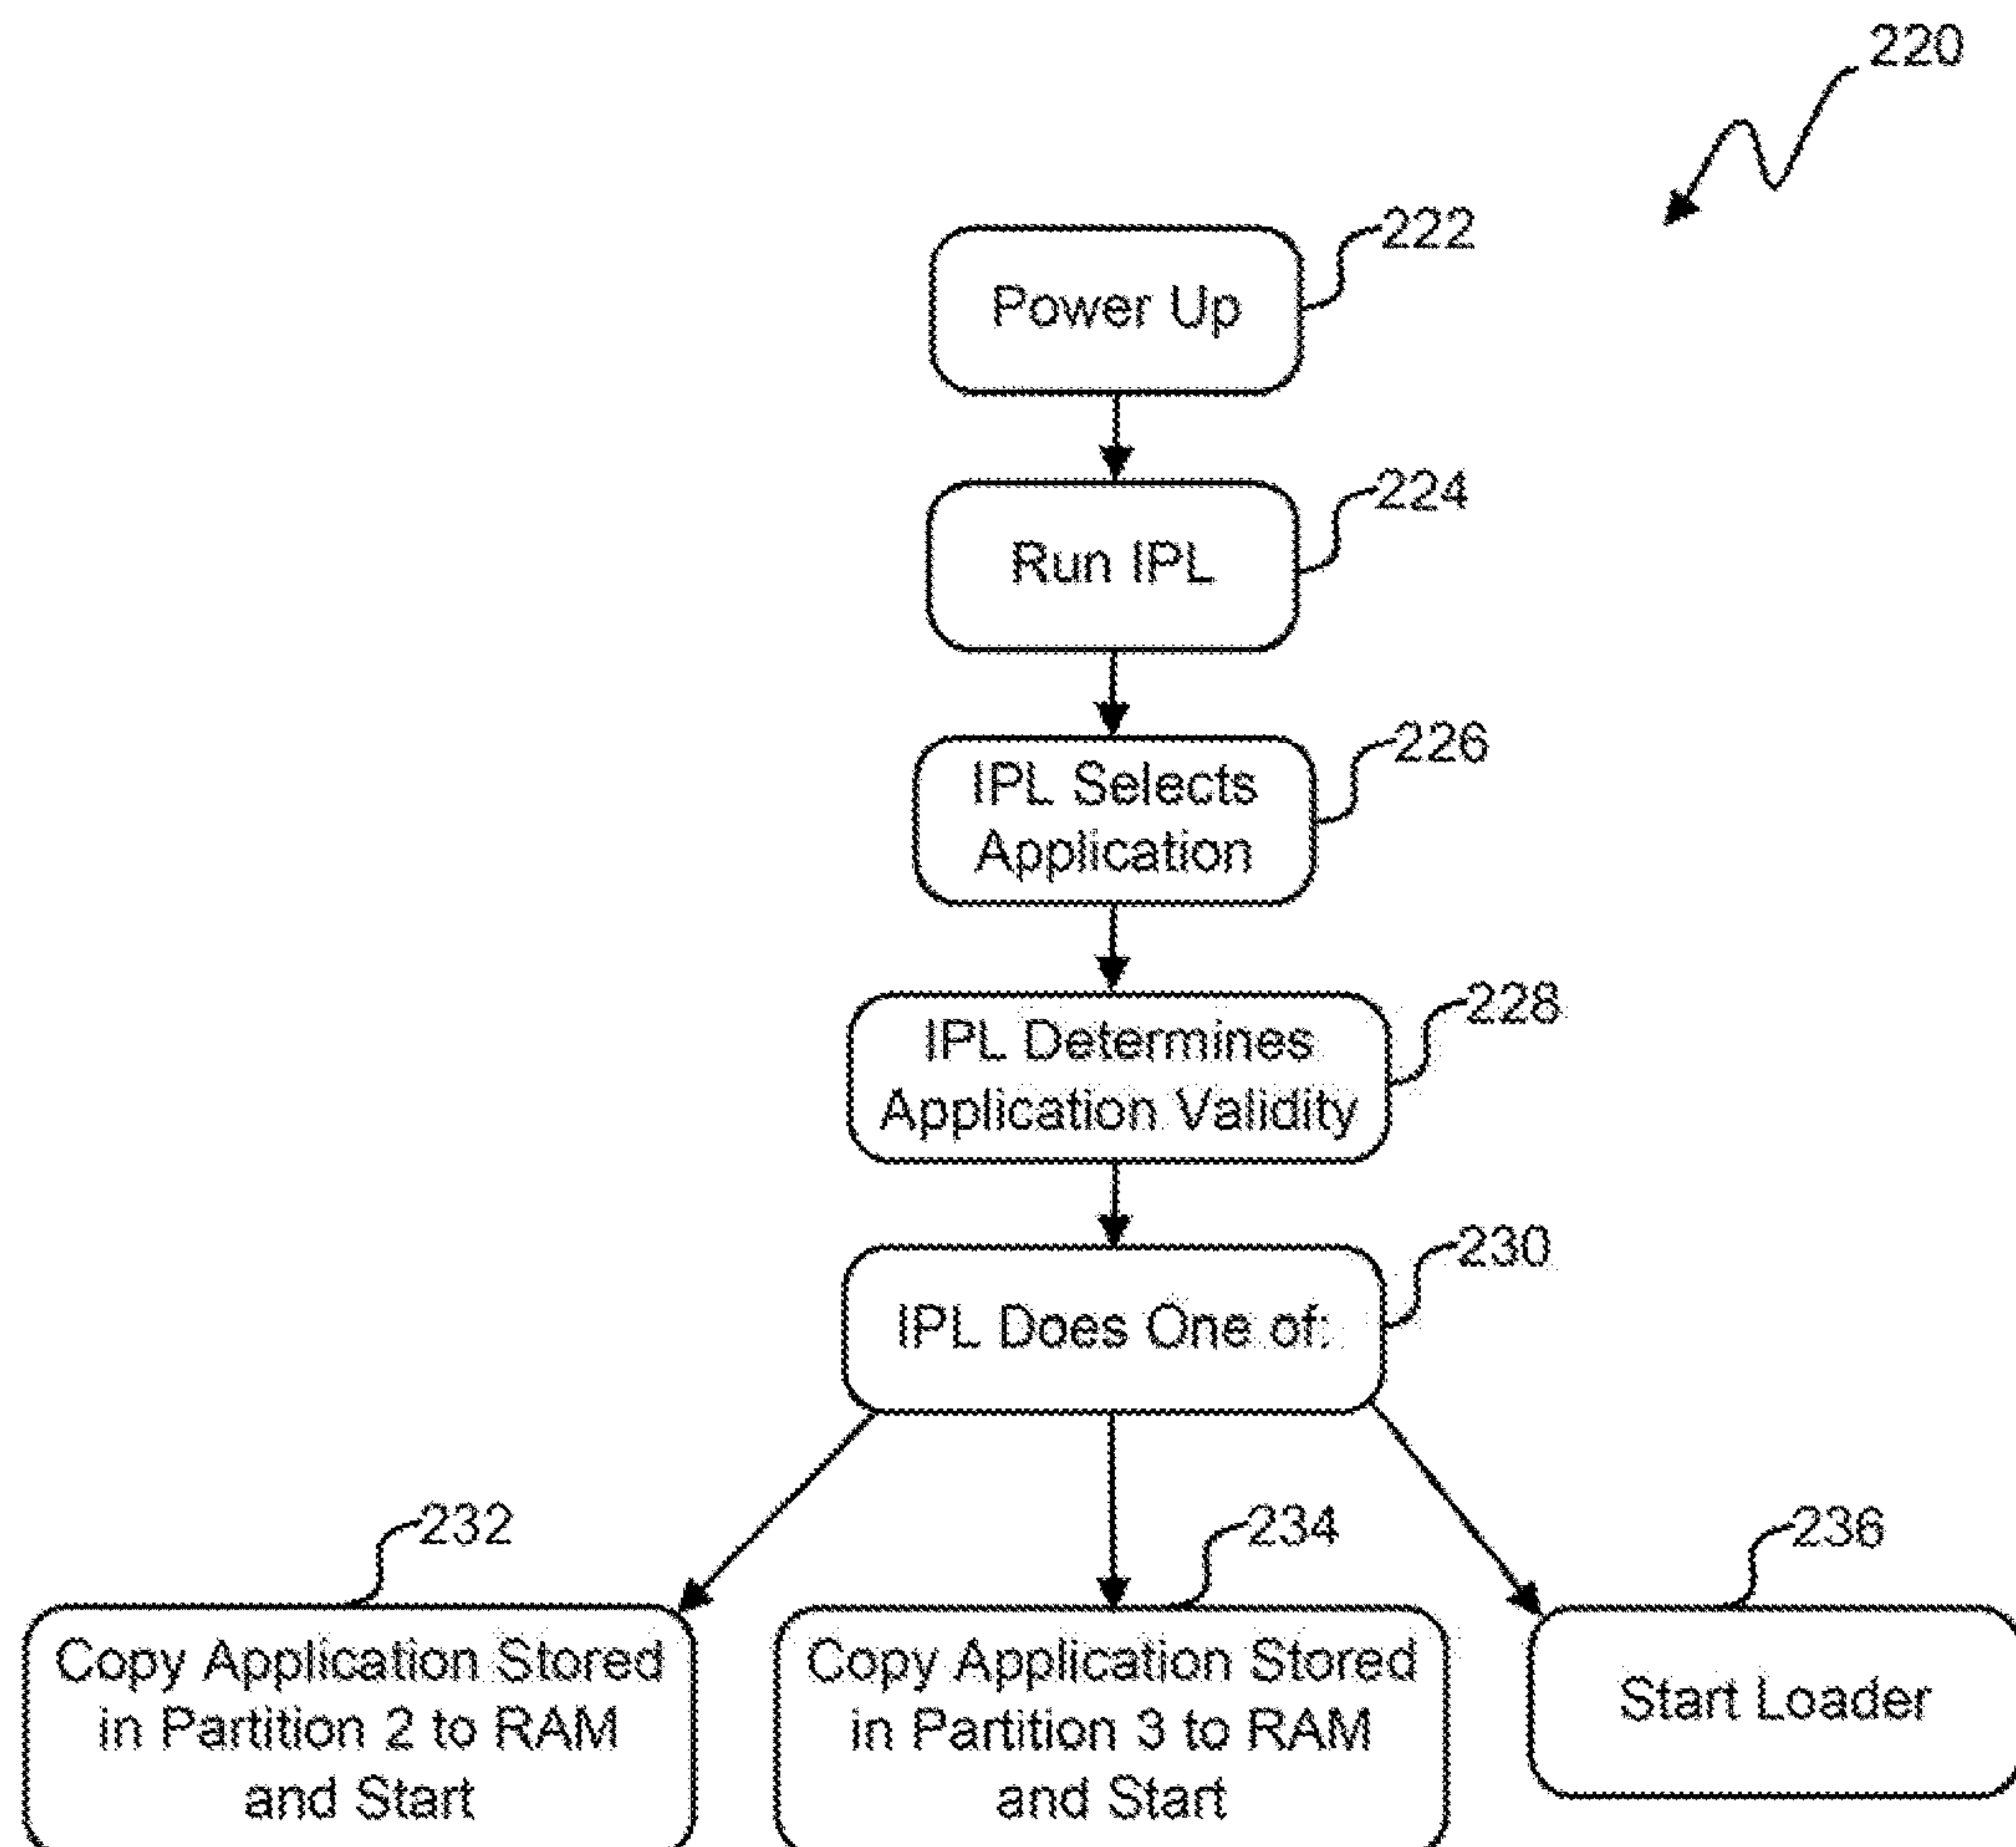 220
222
Power Up
224
Run IPL
226
IPL Selects
Application
228
IPL Determines
Application Validity
230
IPL Does One of:
232
234
236
Copy Application Stored
in Partition 2 to RAM
and Start
Copy Application Stored
in Partition 3 to RAM
and Start
Start Loader